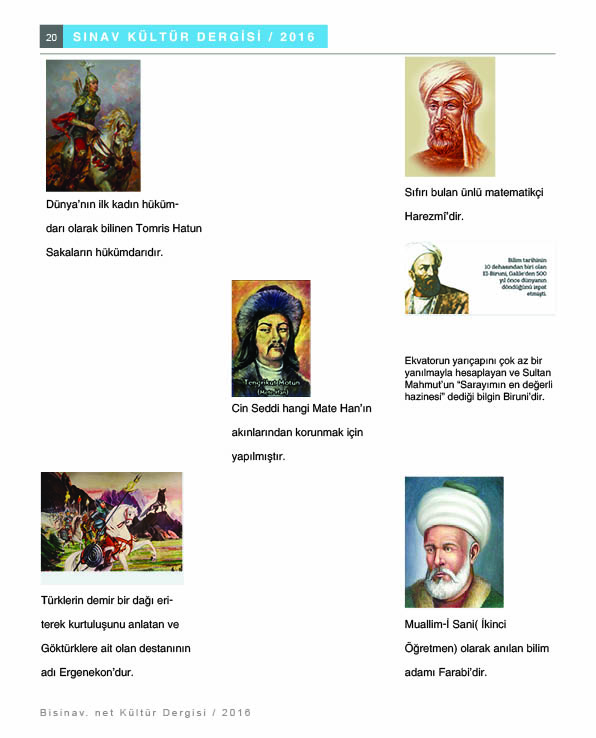 20 SINAV KÜLTÜR DERGİSİ / 2016
Dünya’nın ilk kadın hüküm-
darı olarak bilinen Tomris Hatun
Sakaların hükümdarıdır.
Tengrikut Motun
(Mete Han)
Cin Seddi hangi Mate Han’ın
akınlarından korunmak için
yapılmıştır.
Türklerin demir bir dağı eri-
terek kurtuluşunu anlatan ve
Göktürklere ait olan destanının
adı Ergenekon’dur.
Sıfırı bulan ünlü matematikçi
Harezmî’dir.
Bilim tarihinin
10 dehasından biri olan
El-Biruni, Galile'den 500
yıl önce dünyanın
döndüğünü ispat
etmişti.
Ekvatorun yarıçapını çok az bir
yanılmayla hesaplayan ve Sultan
Mahmut’un “Sarayımın en değerli
hazinesi” dediği bilgin Biruni’dir.
Muallim-İ Sani( İkinci
Öğretmen) olarak anılan bilim
adamı Farabi’dir.
Bisinav. net Kültür Dergisi / 2016